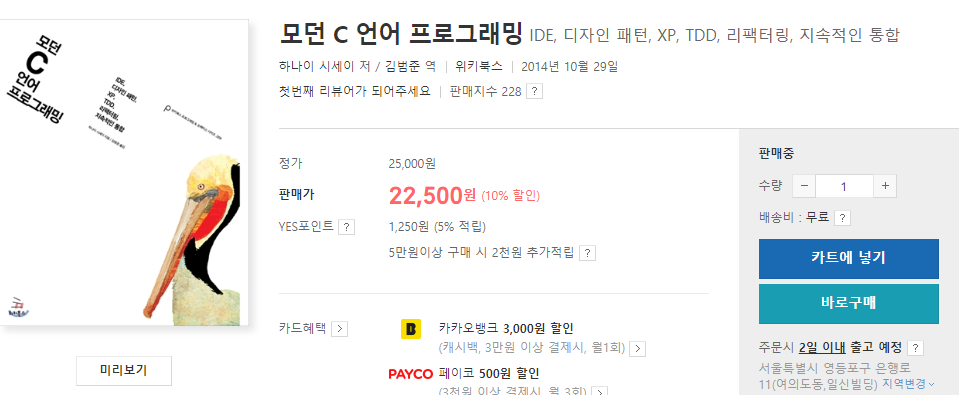 모던
C
언어
프로그래밍
IDE,
디자인 패턴,
XP,
TDD,
리팩터링,
지속적인 통합
모던 C 언어 프로그래밍 IDE, 디자인 패턴, XP, TDD, 리팩터링, 지속적인 통합
하나이 시세이 저 / 김범준 역 | 위키북스 | 2014년 10월 29일
첫번째 리뷰어가 되어주세요 | 판매지수 228 ?
정가 25,000원
판매가 22,500원 (10% 할인)
YES포인트 ? 1,250원 (5% 적립)
5만원이상 구매 시 2천원 추가적립 ?
카드혜택 >
B 카카오뱅크 3,000원 할인
(캐시백, 3만원 이상 결제시, 월1회) >
PAYCO 페이코 500원 할인
(3천원 이상 결제시, 월 3회) >
미리보기
판매중
수량 − 1 +
배송비 : 무료 ?
카트에 넣기
바로구매
주문시 2일 이내 출고 예정 ?
서울특별시 영등포구 은행로
11(여의도동,일신빌딩) 지역변경